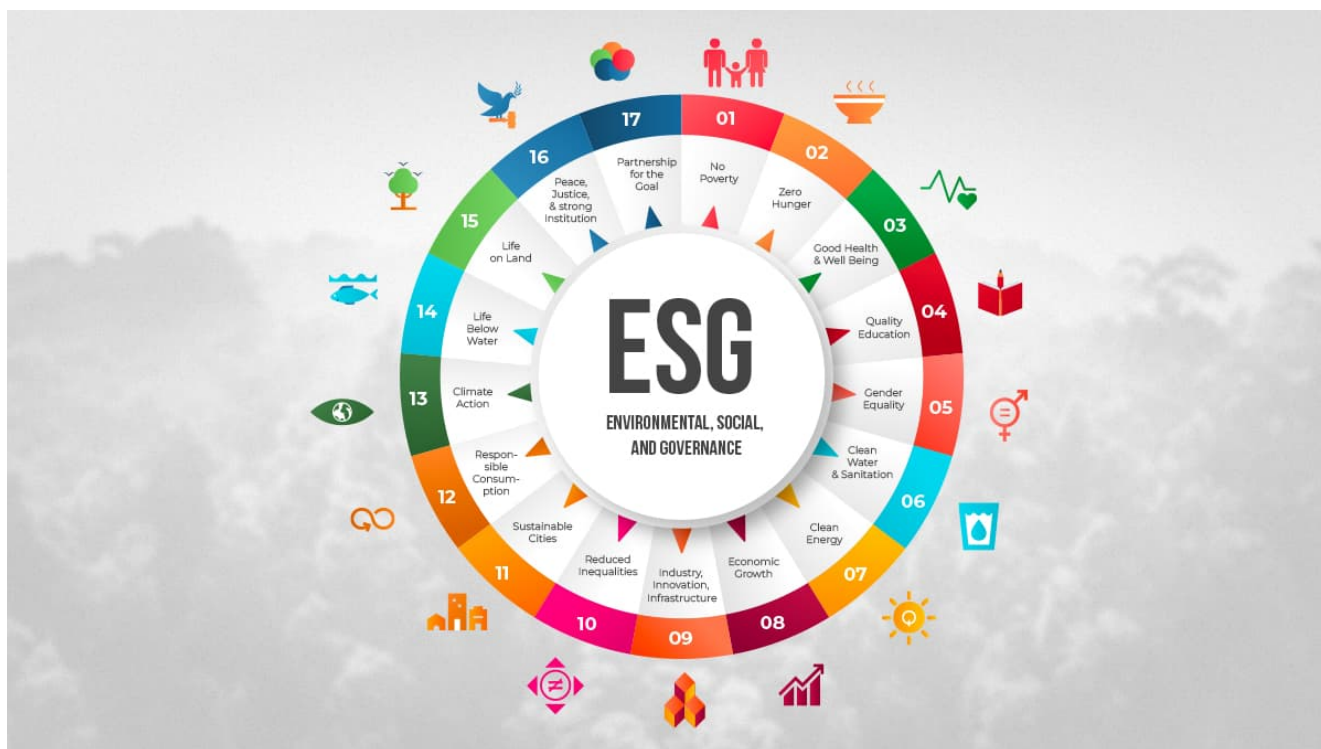 ESG
ENVIRONMENTAL, SOCIAL,
AND GOVERNANCE
01
No
Poverty
02
Zero
Hunger
03
Good Health
& Well Being
04
Quality
Education
05
Gender
Equality
06
Clean
Water
& Sanitation
07
Clean
Energy
08
Economic
Growth
09
Industry,
Innovation,
Infrastructure
10
Reduced
Inequalities
11
Sustainable
Cities
12
Respon-
sible
Consum-
ption
13
Climate
Action
14
Life
Below
Water
15
Life
on Land
16
Peace,
Justice,
& strong
Institution
17
Partnership
for the
Goal